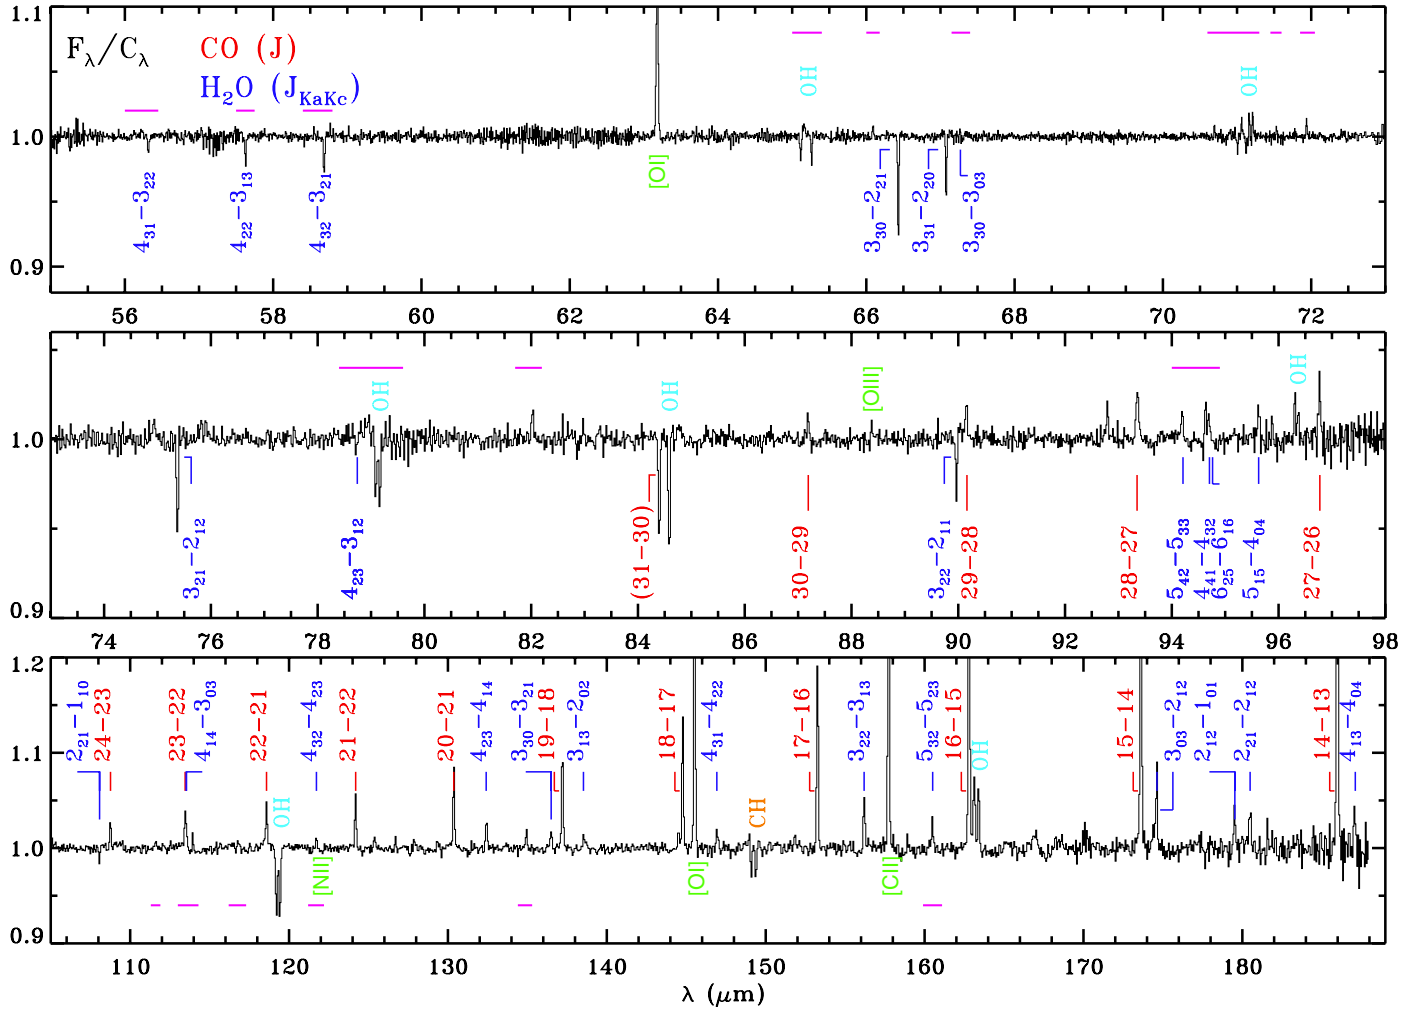 1.1
F_λ/C_λ CO (J)
H₂O (J_KaKc)
OH OH
1.0
[OI]
4₃₁−3₂₂ 4₂₂−3₁₃ 4₃₂−3₂₁ 3₃₀−2₂₁ 3₃₁−2₂₀ 3₃₀−3₀₃
0.9
56 58 60 62 64 66 68 70 72
OH OH [OIII] OH
1.0
3₂₁−2₁₂ 4₂₃−3₁₂ (31−30) 30−29 3₂₂−2₁₁ 29−28 28−27 5₄₂−5₃₃ 4₄₁−4₃₂ 6₂₅−6₁₆ 5₁₅−4₀₄ 27−26
0.9
74 76 78 80 82 84 86 88 90 92 94 96 98
1.2
2₂₁−1₁₀ 24−23 23−22 4₁₄−3₀₃ 22−21 4₃₂−4₂₃ 21−22 20−21 4₂₃−4₁₄ 3₃₀−3₂₁ 19−18 3₁₃−2₀₂ 18−17 4₃₁−4₂₂ 17−16 3₂₂−3₁₃ 5₃₂−5₂₃ 16−15 15−14 3₀₃−2₁₂ 2₁₂−1₀₁ 2₂₁−2₁₂ 14−13 4₁₃−4₀₄
1.1
OH CH OH
1.0
[NII] [OI] [CII]
0.9
110 120 130 140 150 160 170 180
λ (μm)